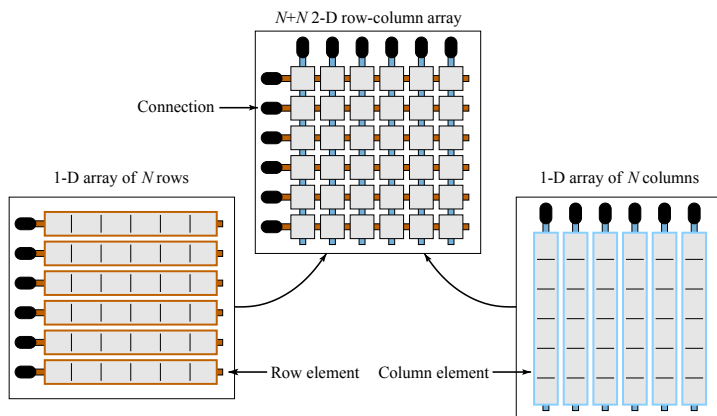 N+N 2-D row-column array
Connection
1-D array of N rows
1-D array of N columns
Row element
Column element